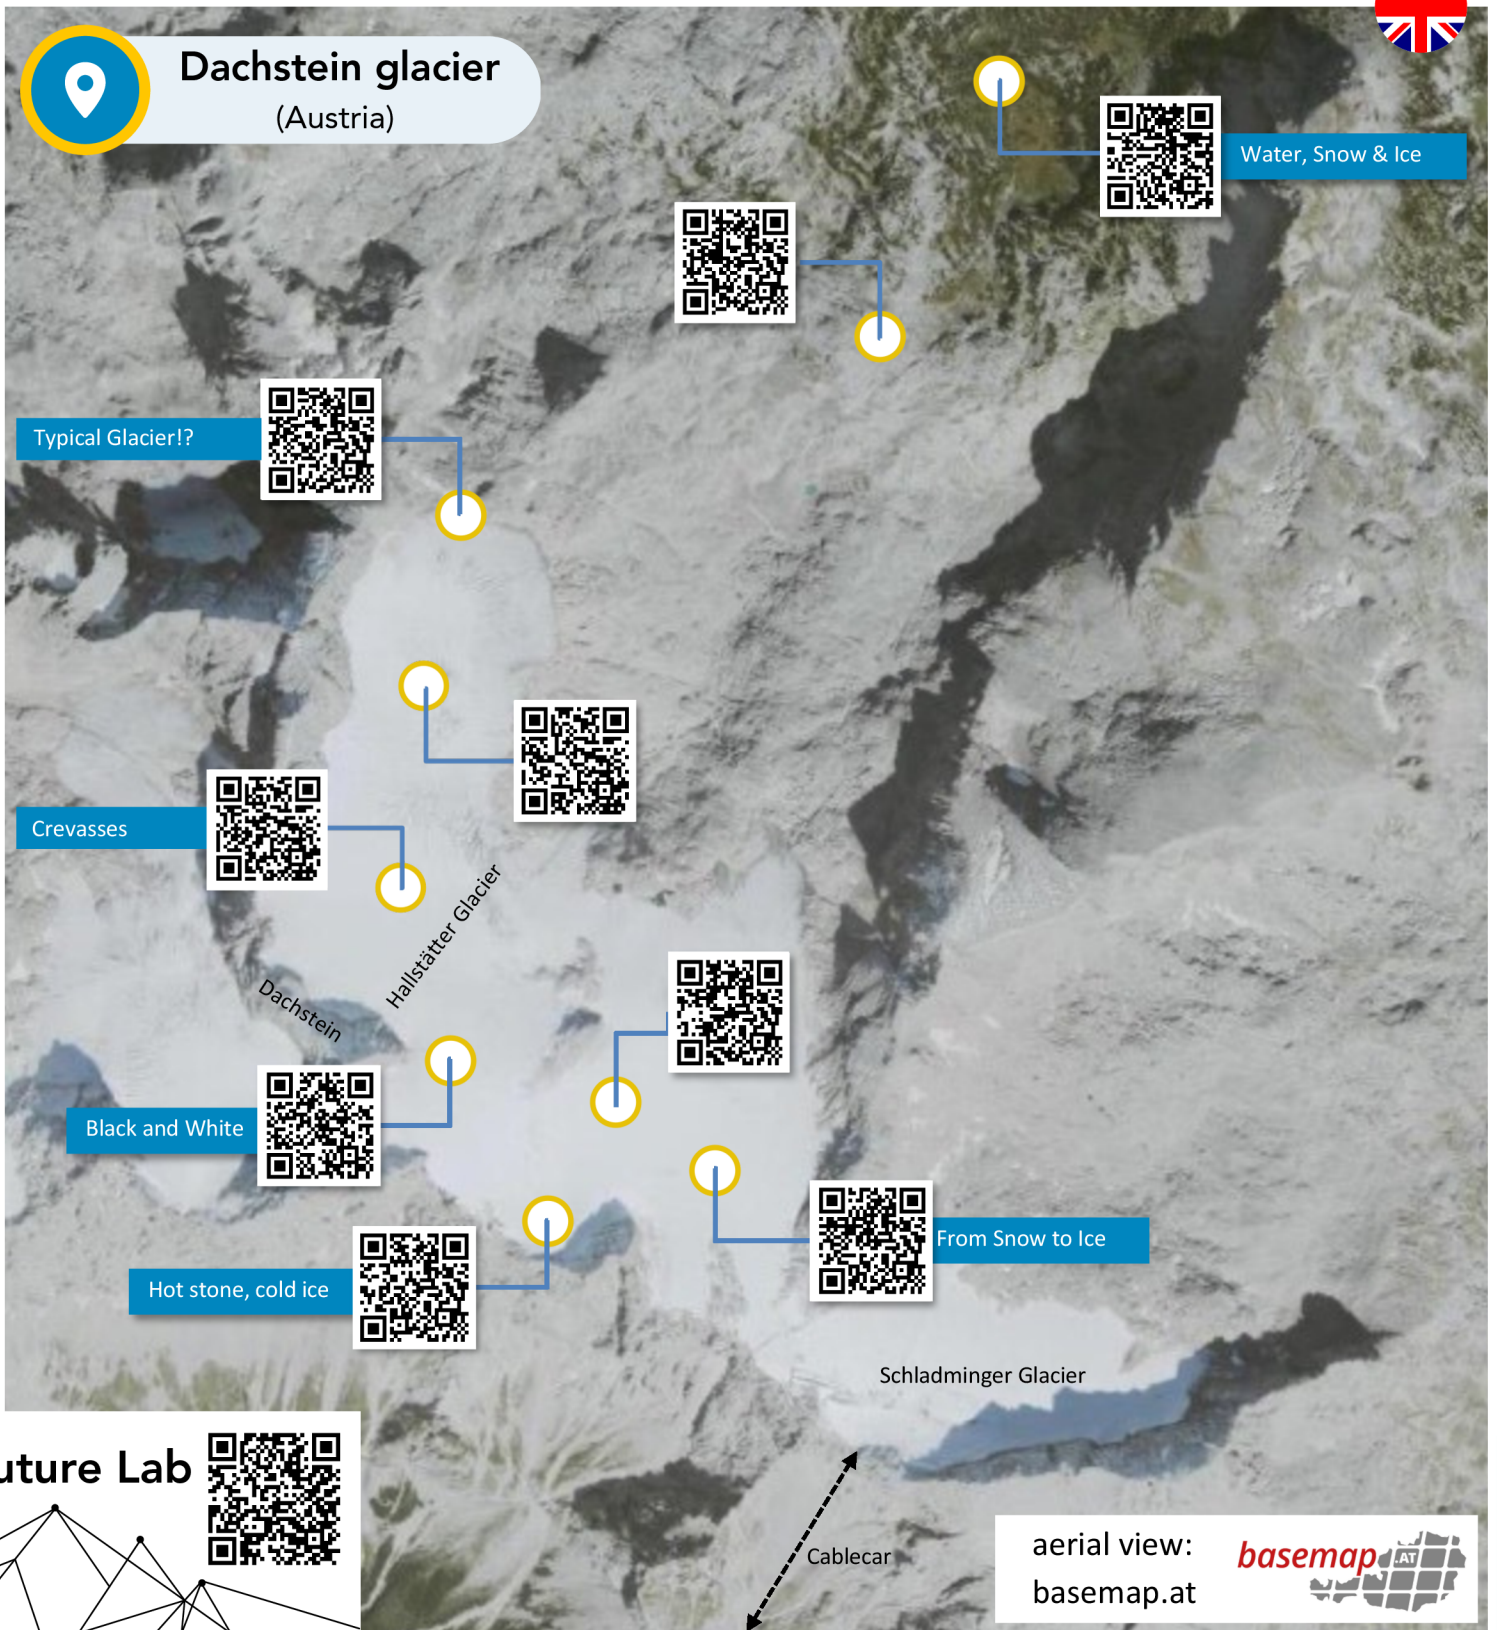 Dachstein glacier
(Austria)
Water, Snow & Ice
Typical Glacier!?
Crevasses
Hallstätter Glacier
Dachstein
Black and White
From Snow to Ice
Hot stone, cold ice
Schladminger Glacier
uture Lab
Cablecar
aerial view:
basemap.at
basemap.AT